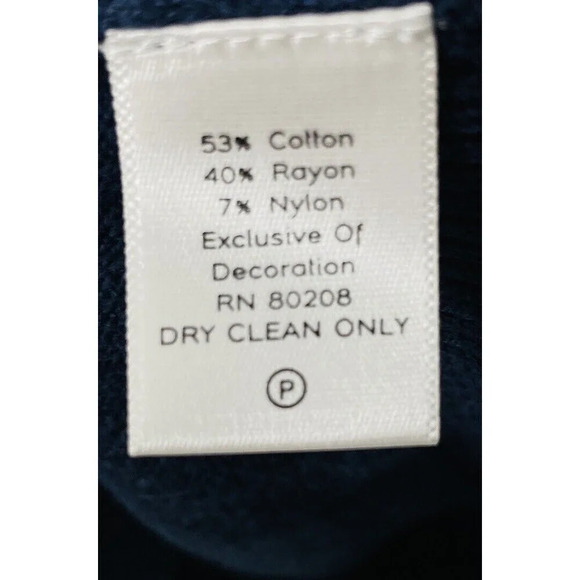 53% Cotton
40% Rayon
7% Nylon
Exclusive Of
Decoration
RN 80208
DRY CLEAN ONLY
P